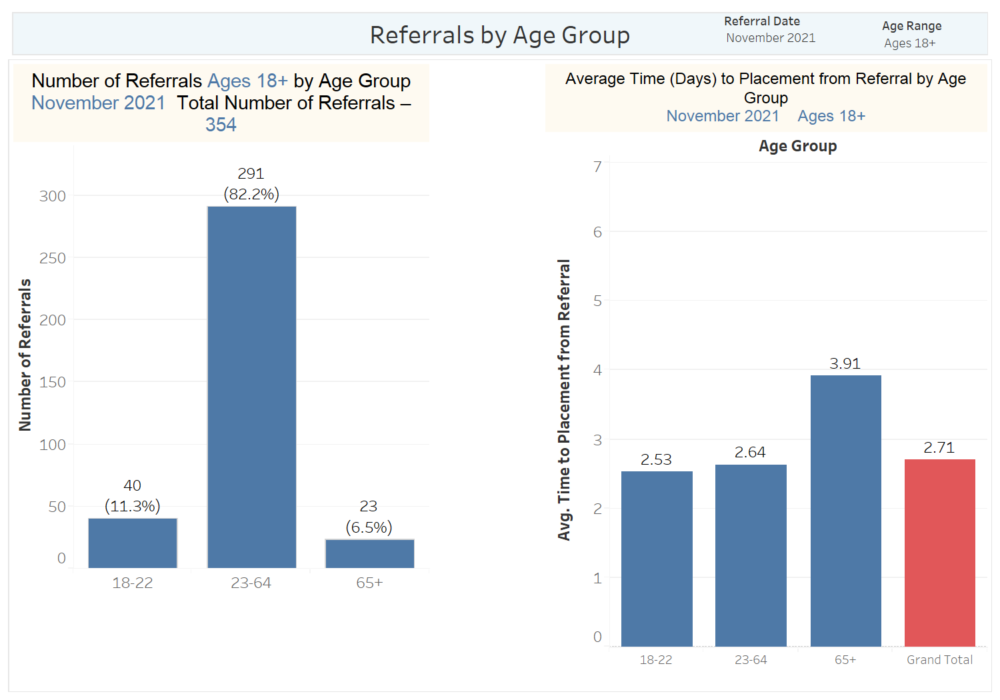 Referrals by Age Group
Referral Date
November 2021
Age Range
Ages 18+
Number of Referrals Ages 18+ by Age Group
November 2021 Total Number of Referrals –
354
Number of Referrals
300
250
200
150
100
50
0
291
(82.2%)
40
(11.3%)
23
(6.5%)
18-22
23-64
65+
Average Time (Days) to Placement from Referral by Age
Group
November 2021 Ages 18+
Age Group
Avg. Time to Placement from Referral
7
6
5
4
3
2
1
0
2.53
2.64
3.91
2.71
18-22
23-64
65+
Grand Total